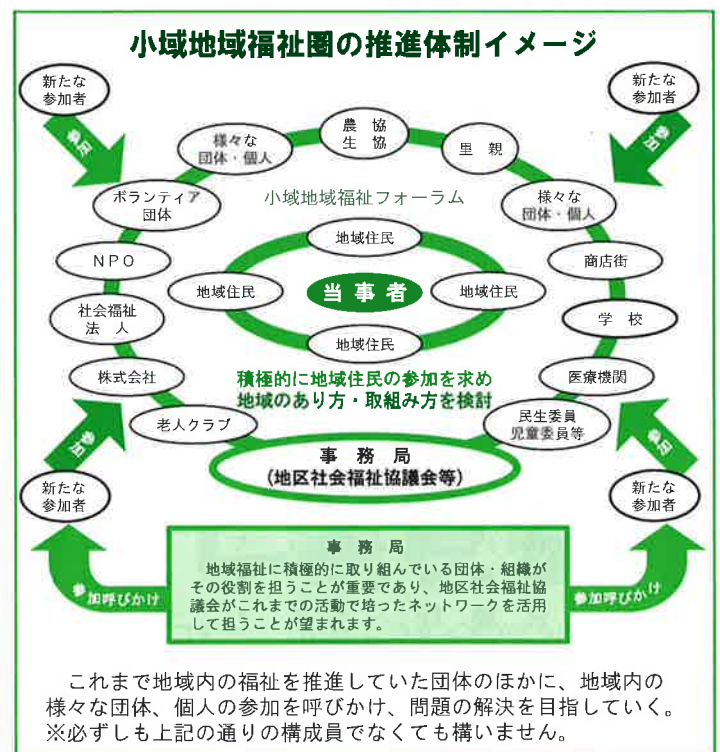 小域地域福祉圏の推進体制イメージ
新たな
参加者
新たな
参加者
参加
参加
農　協
生　協
様々な
団体・個人
里　親
ボランティア
団体
小域地域福祉フォーラム
様々な
団体・個人
地域住民
ＮＰＯ
商店街
地域住民
当事者
地域住民
社会福祉
法　人
学　校
地域住民
株式会社
積極的に地域住民の参加を求め
地域のあり方・取組み方を検討
医療機関
老人クラブ
民生委員
児童委員等
参加
参加
事　務　局
(地区社会福祉協議会等)
新たな
参加者
新たな
参加者
事　務　局
　地域福祉に積極的に取り組んでいる団体・組織が
その役割を担うことが重要であり、地区社会福祉協
議会がこれまでの活動で培ったネットワークを活用
して担うことが望まれます。
参加呼びかけ
参加呼びかけ
　これまで地域内の福祉を推進していた団体のほかに、地域内の
様々な団体、個人の参加を呼びかけ、問題の解決を目指していく。
※必ずしも上記の通りの構成員でなくても構いません。